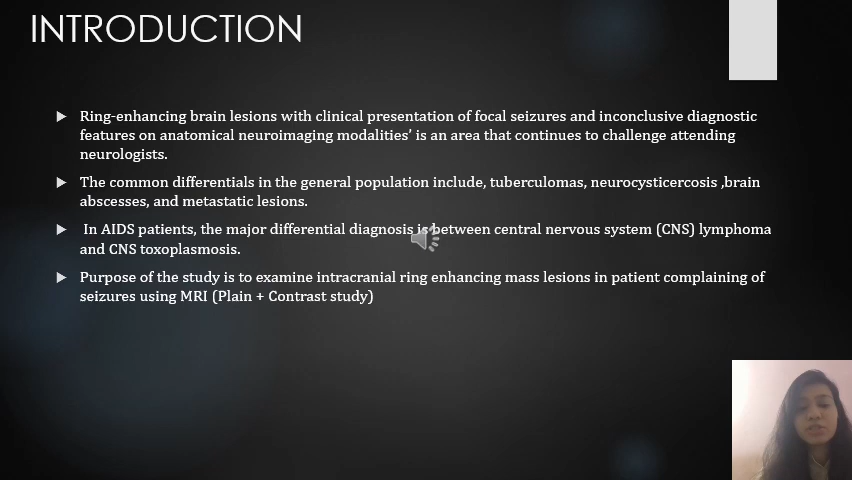 INTRODUCTION
Ring-enhancing brain lesions with clinical presentation of focal seizures and inconclusive diagnostic
features on anatomical neuroimaging modalities’ is an area that continues to challenge attending
neurologists.
The common differentials in the general population include, tuberculomas, neurocysticercosis ,brain
abscesses, and metastatic lesions.
In AIDS patients, the major differential diagnosis is between central nervous system (CNS) lymphoma
and CNS toxoplasmosis.
Purpose of the study is to examine intracranial ring enhancing mass lesions in patient complaining of
seizures using MRI (Plain + Contrast study)